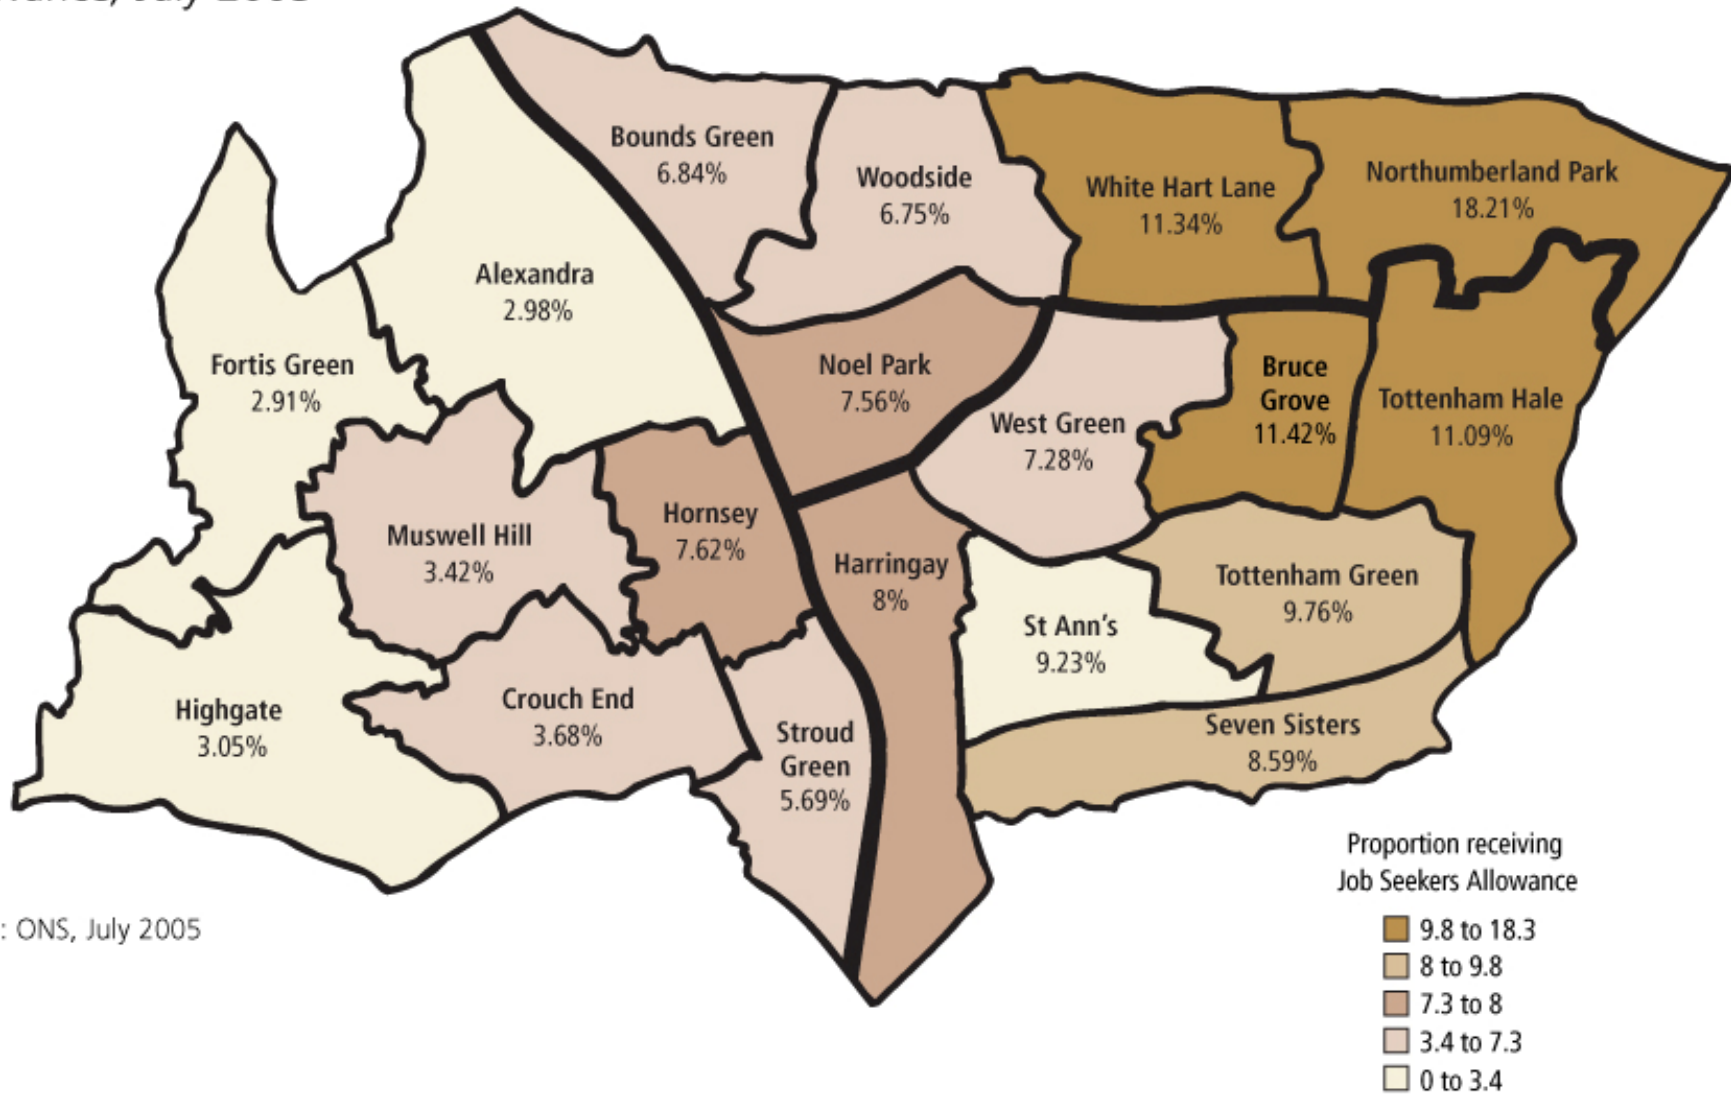 July 2005
Bounds Green
6.84%
Woodside
6.75%
White Hart Lane
11.34%
Northumberland Park
18.21%
Alexandra
2.98%
Fortis Green
2.91%
Noel Park
7.56%
West Green
7.28%
Bruce
Grove
11.42%
Tottenham Hale
11.09%
Muswell Hill
3.42%
Hornsey
7.62%
Harringay
8%
St Ann's
9.23%
Tottenham Green
9.76%
Highgate
3.05%
Crouch End
3.68%
Stroud
Green
5.69%
Seven Sisters
8.59%
Proportion receiving
Job Seekers Allowance
9.8 to 18.3
8 to 9.8
7.3 to 8
3.4 to 7.3
0 to 3.4
: ONS, July 2005